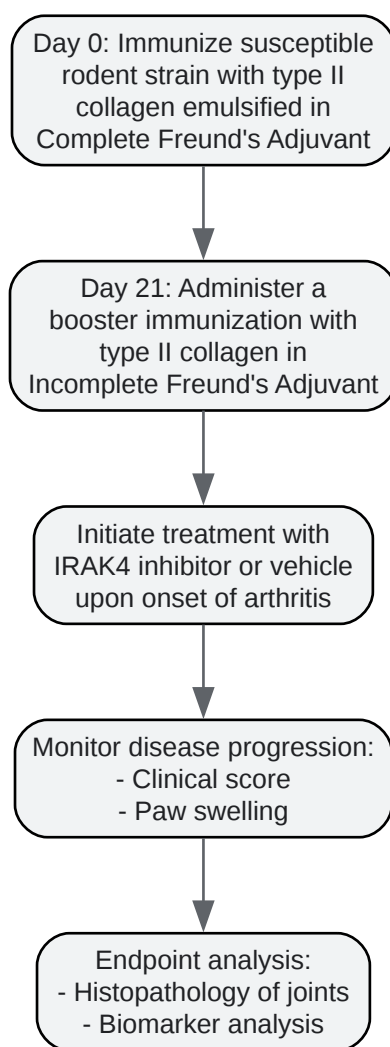 Day 0: Immunize susceptible
rodent strain with type II
collagen emulsified in
Complete Freund's Adjuvant
Day 21: Administer a
booster immunization with
type II collagen in
Incomplete Freund's Adjuvant
Initiate treatment with
IRAK4 inhibitor or vehicle
upon onset of arthritis
Monitor disease progression:
- Clinical score
- Paw swelling
Endpoint analysis:
- Histopathology of joints
- Biomarker analysis